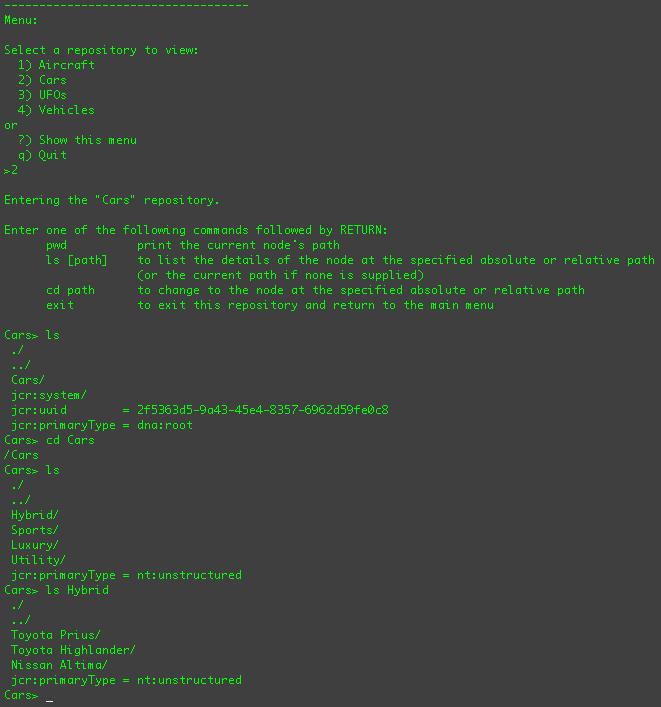 -----------------------------------
Menu:

Select a repository to view:
  1) Aircraft
  2) Cars
  3) UFOs
  4) Vehicles
or
  ?) Show this menu
  q) Quit
>2

Entering the "Cars" repository.

Enter one of the following commands followed by RETURN:
      pwd          print the current node's path
      ls [path]    to list the details of the node at the specified absolute or relative path
                   (or the current path if none is supplied)
      cd path      to change to the node at the specified absolute or relative path
      exit         to exit this repository and return to the main menu

Cars> ls
 ./
 ../
 Cars/
 jcr:system/
 jcr:uuid        = 2f5363d5-9a43-45e4-8357-6962d59fe0c8
 jcr:primaryType = dna:root
Cars> cd Cars
/Cars
Cars> ls
 ./
 ../
 Hybrid/
 Sports/
 Luxury/
 Utility/
 jcr:primaryType = nt:unstructured
Cars> ls Hybrid
 ./
 ../
 Toyota Prius/
 Toyota Highlander/
 Nissan Altima/
 jcr:primaryType = nt:unstructured
Cars> _